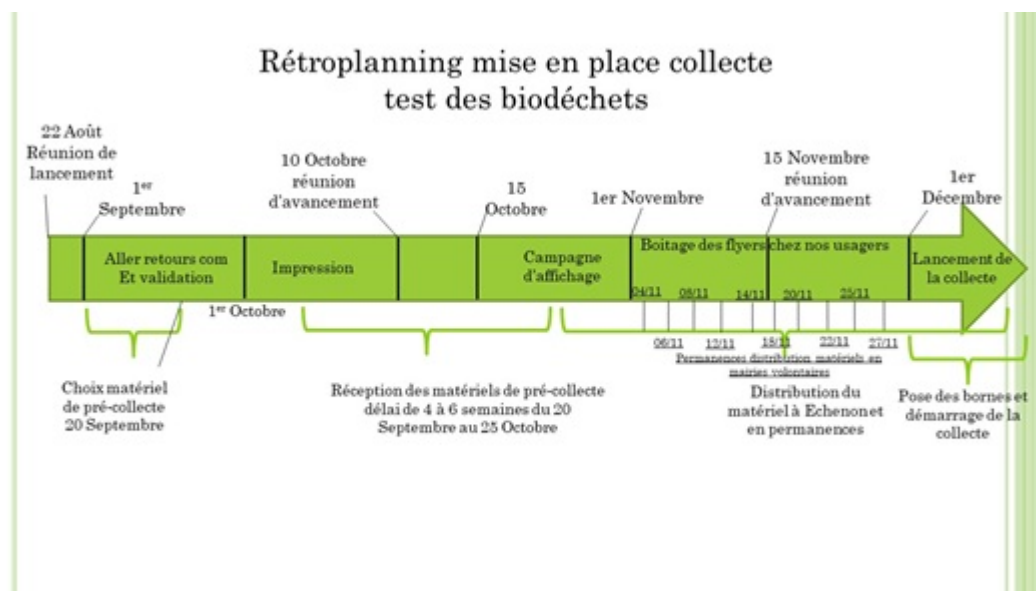 Rétroplanning mise en place collecte
test des biodéchets
22 Août
Réunion de
lancement
1er
Septembre
10 Octobre
réunion
d'avancement
15
Octobre
1er Novembre
15 Novembre
réunion
d'avancement
1er
Décembre
Aller retours com
Et validation
Impression
Campagne
d'affichage
Boitage des flyers chez nos usagers
Lancement de
la collecte
1er Octobre
04/11
08/11
14/11
20/11
25/11
06/11
12/11
18/11
22/11
27/11
Permanences distribution matériels en
mairies volontaires
Choix matériel
de pré-collecte
20 Septembre
Réception des matériels de pré-collecte
délai de 4 à 6 semaines du 20
Septembre au 25 Octobre
Distribution du
matériel à Echenon et
en permanences
Pose des bornes et
démarrage de la
collecte